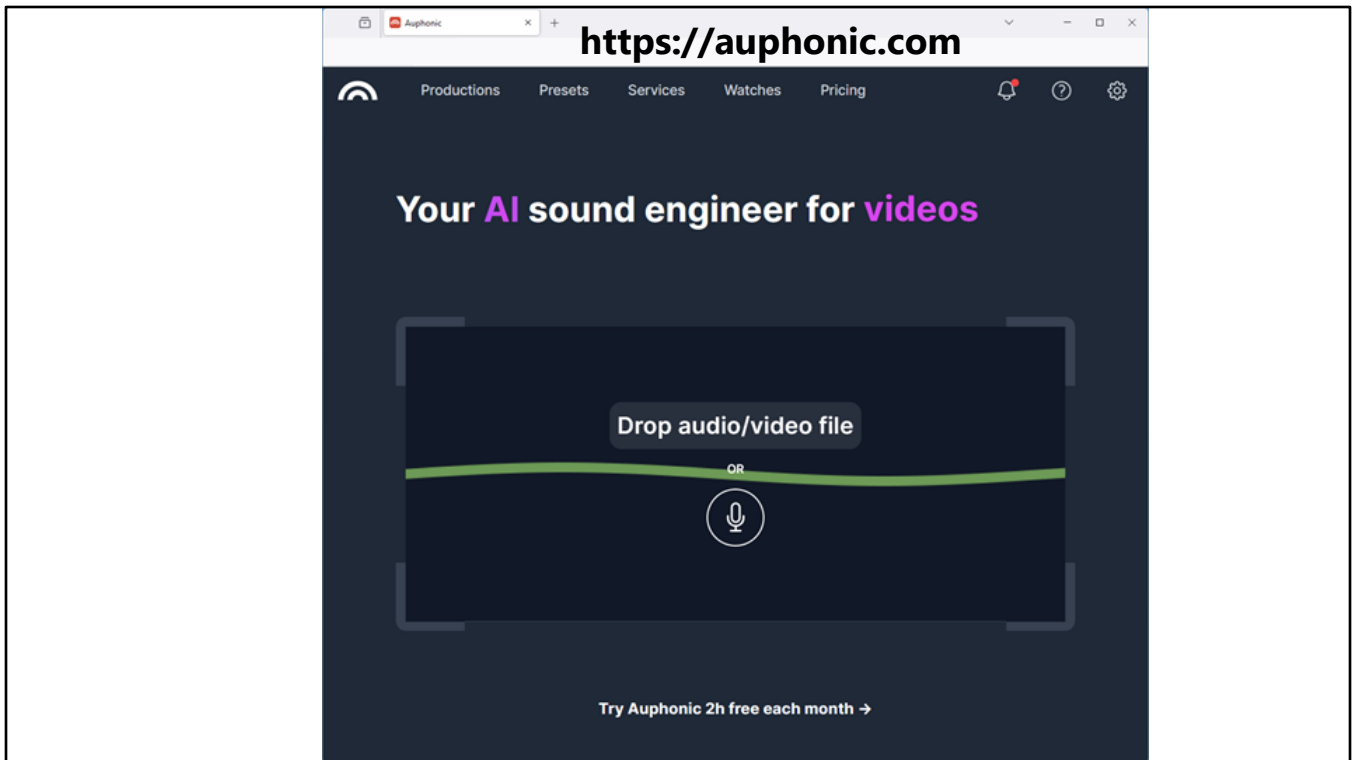 Auphonic
https://auphonic.com
Productions Presets Services Watches Pricing
Your AI sound engineer for videos
Drop audio/video file
OR
Try Auphonic 2h free each month →